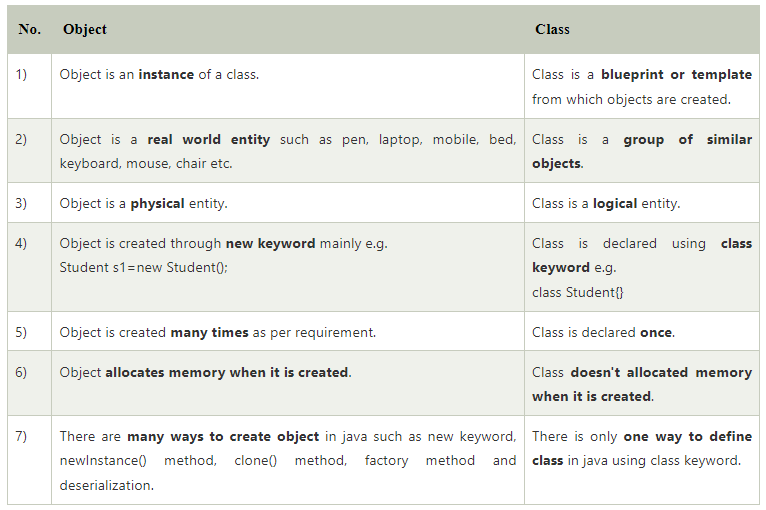 No. Object Class
1) Object is an instance of a class. Class is a blueprint or template
from which objects are created.
2) Object is a real world entity such as pen, laptop, mobile, bed,
keyboard, mouse, chair etc.
Class is a group of similar
objects.
3) Object is a physical entity. Class is a logical entity.
4) Object is created through new keyword mainly e.g.
Student s1=new Student();
Class is declared using class
keyword e.g.
class Student{}
5) Object is created many times as per requirement. Class is declared once.
6) Object allocates memory when it is created. Class doesn't allocated memory
when it is created.
7) There are many ways to create object in java such as new keyword,
newInstance() method, clone() method, factory method and
deserialization.
There is only one way to define
class in java using class keyword.